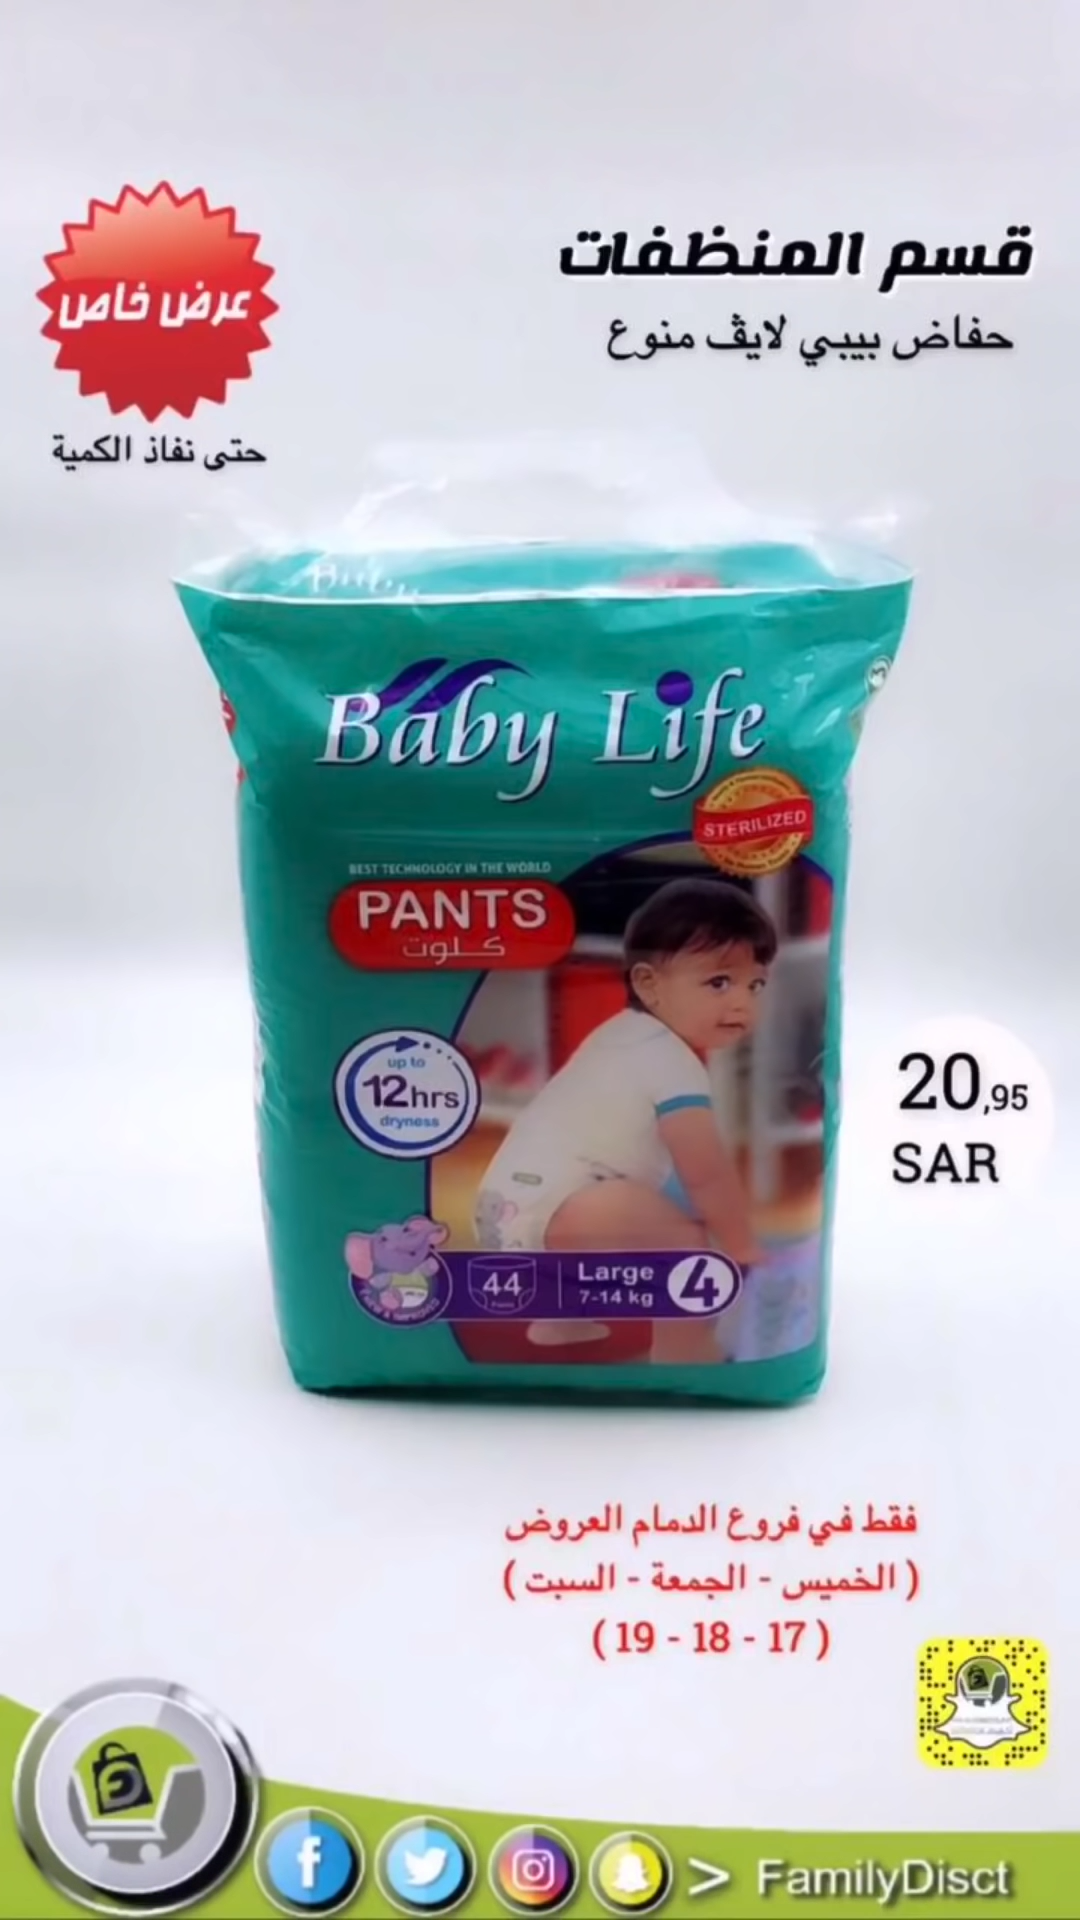 قسم المنظفات
حفاض بيبي لايڤ منوع
عرض خاص
حتى نفاذ الكمية
Baby Life
STERILIZED
BEST TECHNOLOGY IN THE WORLD
PANTS
كلوت
up to
12hrs
dryness
44
Large
7-14 kg
4
20,95
SAR
فقط في فروع الدمام العروض
( الخميس - الجمعة - السبت )
( 17 - 18 - 19 )
> FamilyDisct